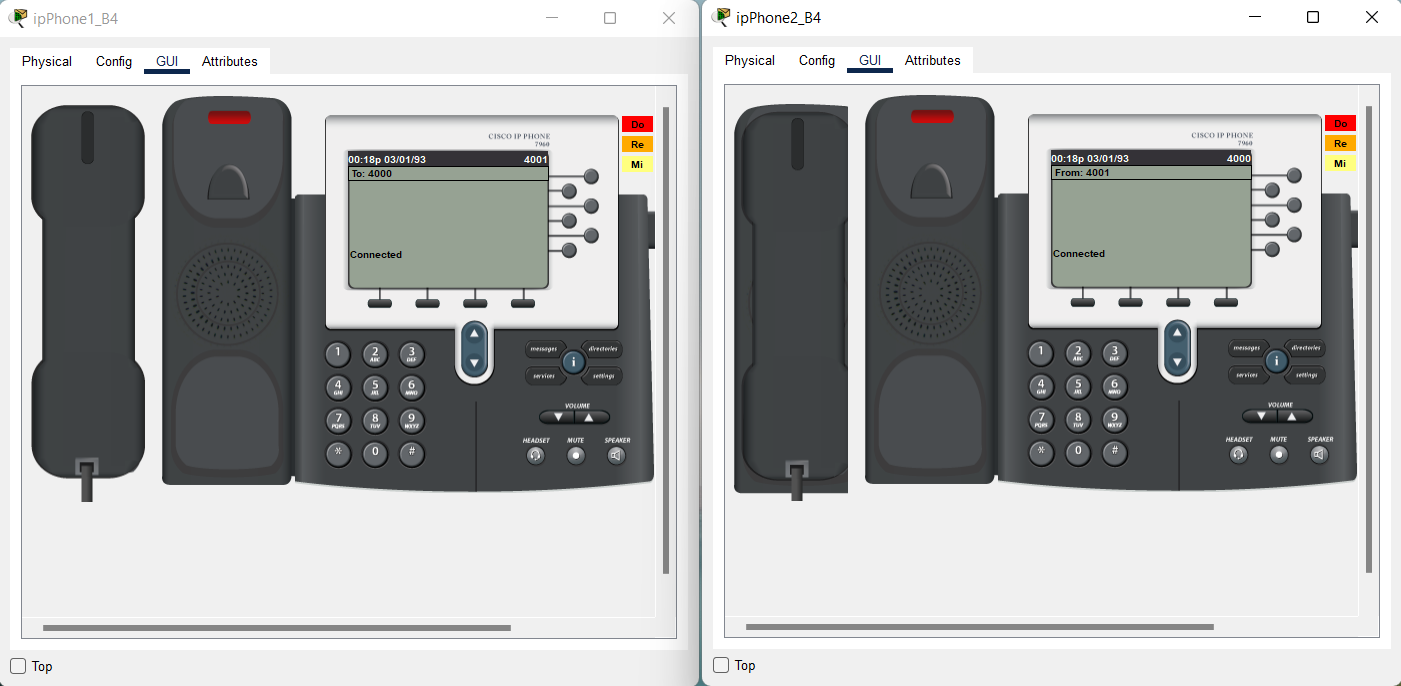 ipPhone1_B4
Physical Config GUI Attributes
CISCO IP PHONE
7960
00:18p 03/01/93 4001
To: 4000
Connected
Do
Re
Mi
1 2 ABC 3 DEF
4 GHI 5 JKL 6 MNO
7 PQRS 8 TUV 9 WXYZ
* 0 #
messages directories
i
services settings
VOLUME
HEADSET MUTE SPEAKER
Top
ipPhone2_B4
Physical Config GUI Attributes
CISCO IP PHONE
7960
00:18p 03/01/93 4000
From: 4001
Connected
Do
Re
Mi
1 2 ABC 3 DEF
4 GHI 5 JKL 6 MNO
7 PQRS 8 TUV 9 WXYZ
* 0 #
messages directories
i
services settings
VOLUME
HEADSET MUTE SPEAKER
Top